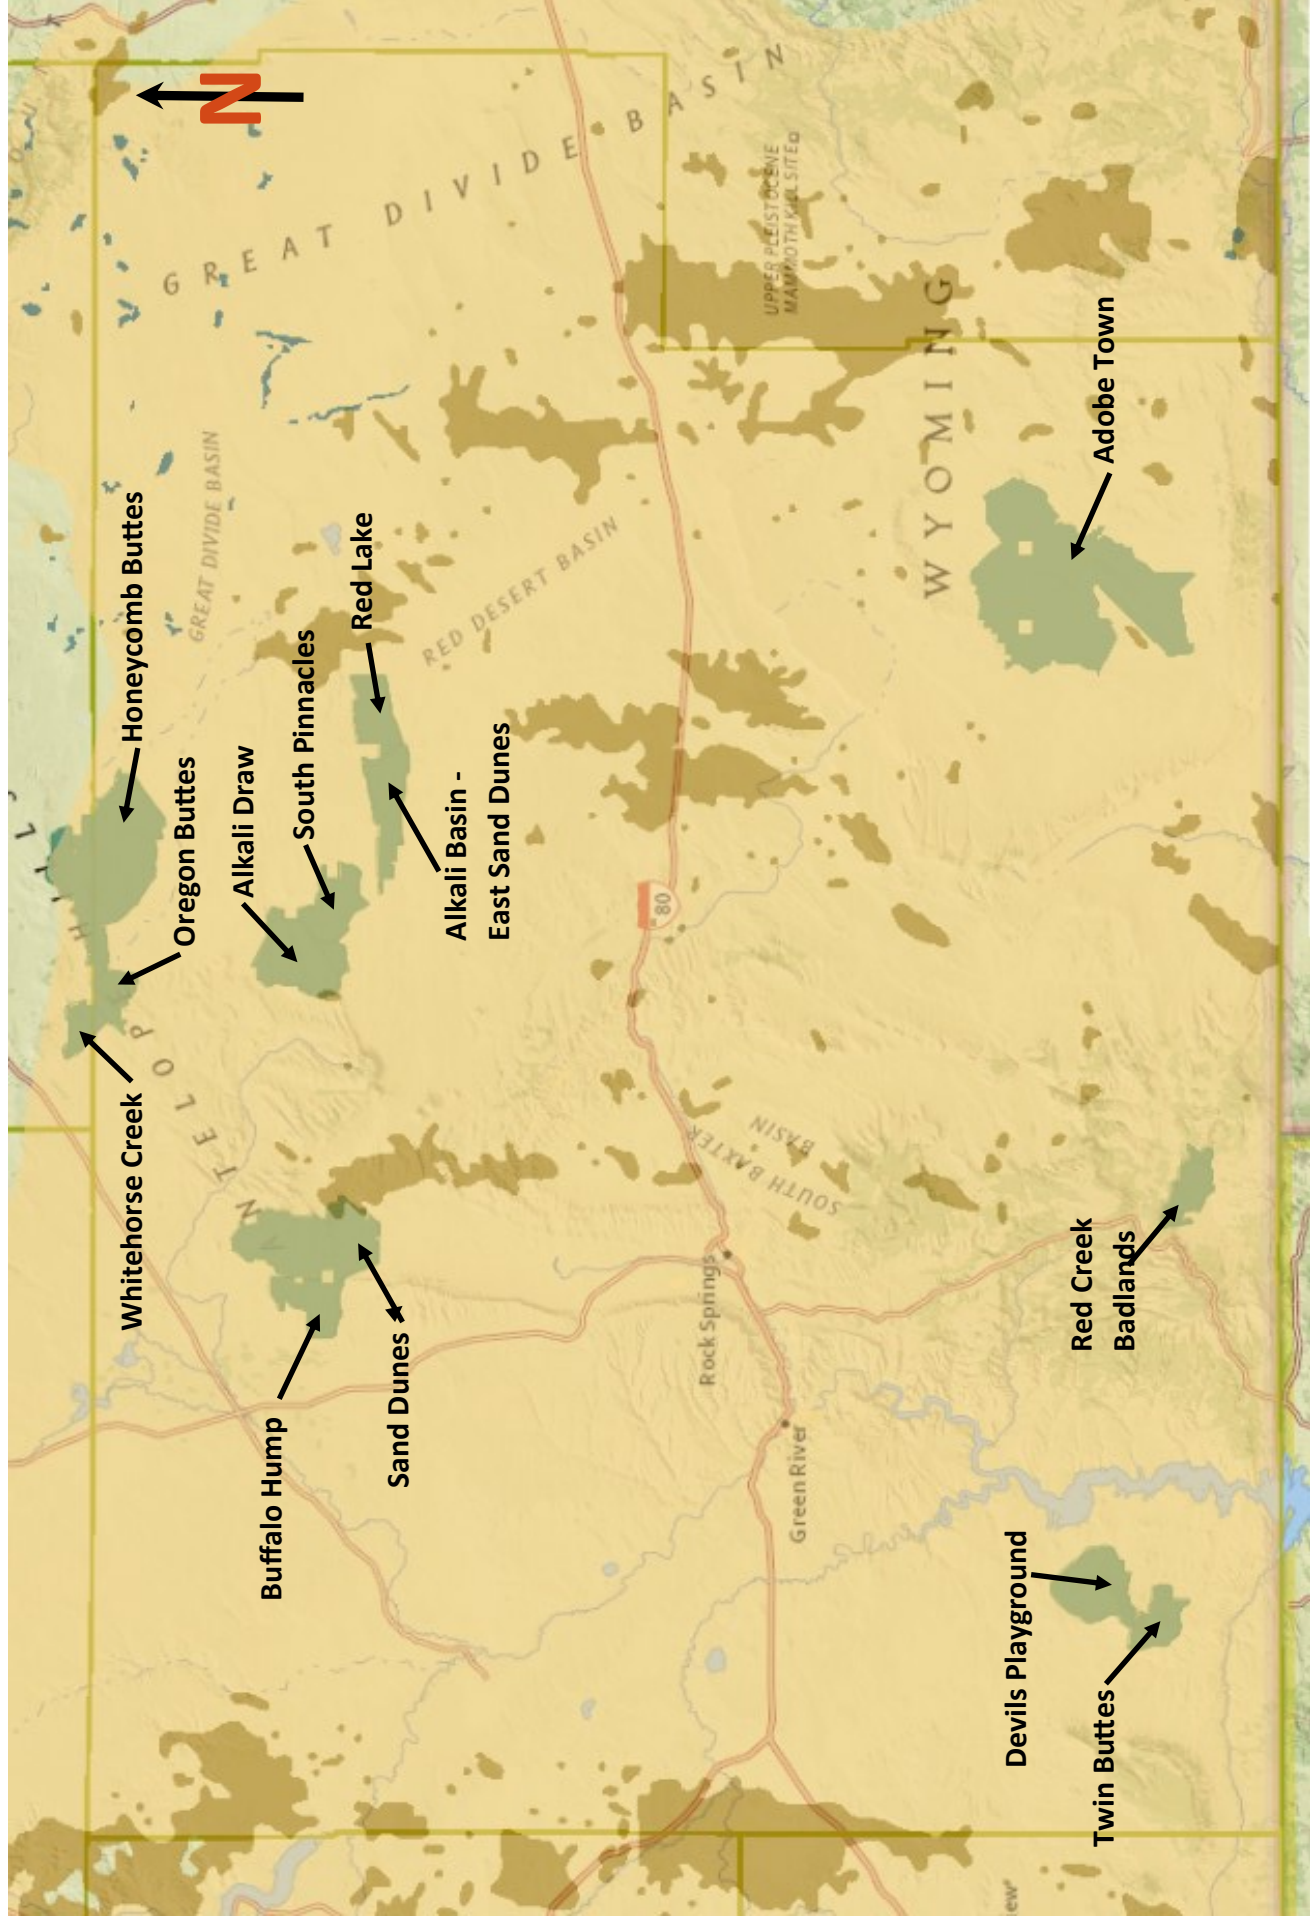 N
GREAT DIVIDE BASIN
GREAT DIVIDE BASIN
UPPER PLEISTOCENE
MAMMOTH KILL SITE
Honeycomb Buttes
Oregon Buttes
Whitehorse Creek
Alkali Draw
South Pinnacles
Red Lake
Alkali Basin -
East Sand Dunes
RED DESERT BASIN
WYOMING
Adobe Town
NTELOP
H
Buffalo Hump
Sand Dunes
80
SOUTH BAXTER
BASIN
Rock Springs
Green River
Red Creek
Badlands
Devils Playground
Twin Buttes